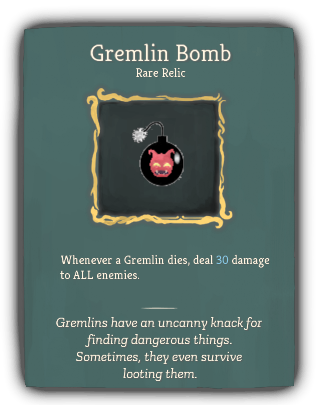 Gremlin Bomb
Rare Relic
Whenever a Gremlin dies, deal 30 damage
to ALL enemies.
Gremlins have an uncanny knack for
finding dangerous things.
Sometimes, they even survive
looting them.